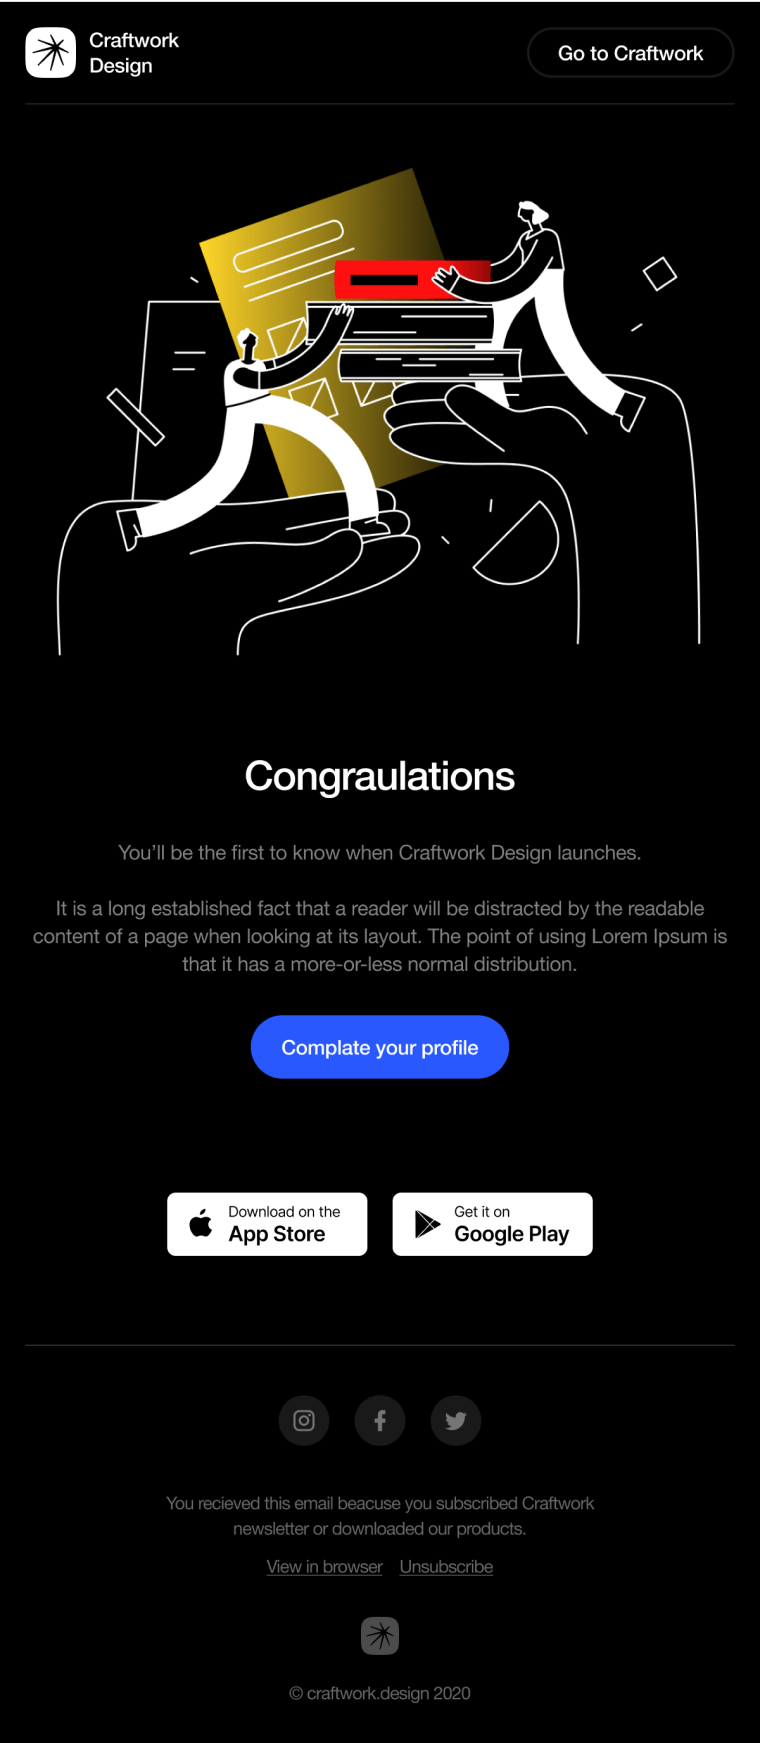 Craftwork
Design
Go to Craftwork
Congraulations
You’ll be the first to know when Craftwork Design launches.
It is a long established fact that a reader will be distracted by the readable
content of a page when looking at its layout. The point of using Lorem Ipsum is
that it has a more-or-less normal distribution.
Complate your profile
Download on the
App Store
Get it on
Google Play
You recieved this email beacuse you subscribed Craftwork
newsletter or downloaded our products.
View in browser Unsubscribe
© craftwork.design 2020